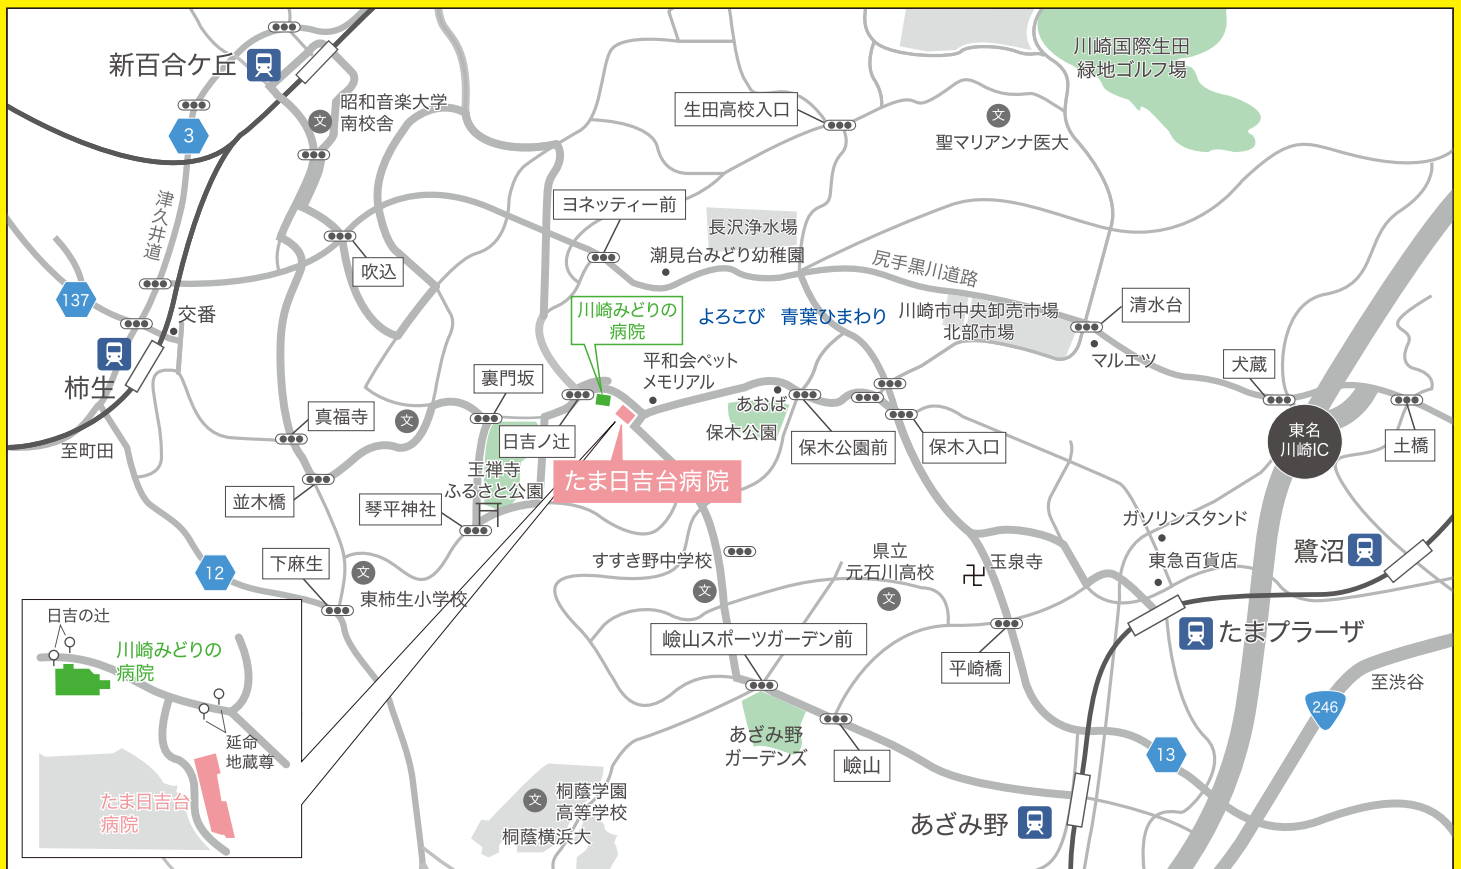 新百合ケ丘
昭和音楽大学
南校舎
文
3
津久井道
137
交番
柿生
至町田
吹込
真福寺
文
並木橋
12
下麻生
文
東柿生小学校
琴平神社
裏門坂
日吉ノ辻
王禅寺
ふるさと公園
川崎みどりの
病院
たま日吉台病院
平和会ペット
メモリアル
よろこび　青葉ひまわり
ヨネッティー前
潮見台みどり幼稚園
長沢浄水場
生田高校入口
文
聖マリアンナ医大
川崎国際生田
緑地ゴルフ場
尻手黒川道路
川崎市中央卸売市場
北部市場
清水台
マルエツ
犬蔵
東名
川崎IC
土橋
あおば
保木公園
保木公園前
保木入口
すすき野中学校
文
県立
元石川高校
文
卍
玉泉寺
ガソリンスタンド
東急百貨店
鷺沼
たまプラーザ
至渋谷
246
13
平崎橋
嶮山スポーツガーデン前
あざみ野
ガーデンズ
嶮山
あざみ野
文
桐蔭学園
高等学校
桐蔭横浜大
日吉の辻
川崎みどりの
病院
延命
地蔵尊
たま日吉台
病院